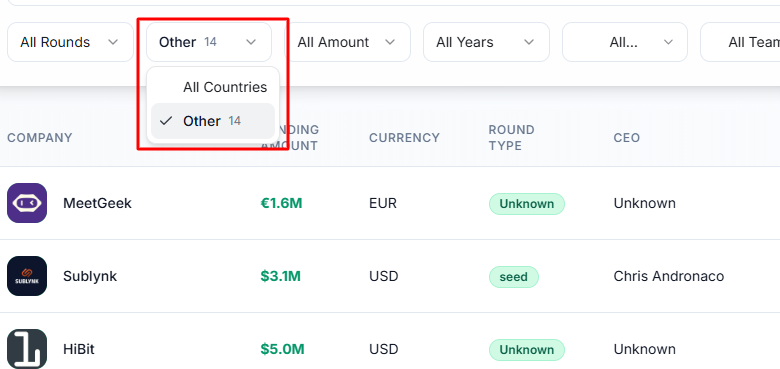 All Rounds
Other 14
All Amount
All Years
All...
All Team
All Countries
Other 14
COMPANY
NDING
AMOUNT
CURRENCY
ROUND
TYPE
CEO
MeetGeek
€1.6M
EUR
Unknown
Unknown
SUBLYNK
Sublynk
$3.1M
USD
seed
Chris Andronaco
HiBit
$5.0M
USD
Unknown
Unknown